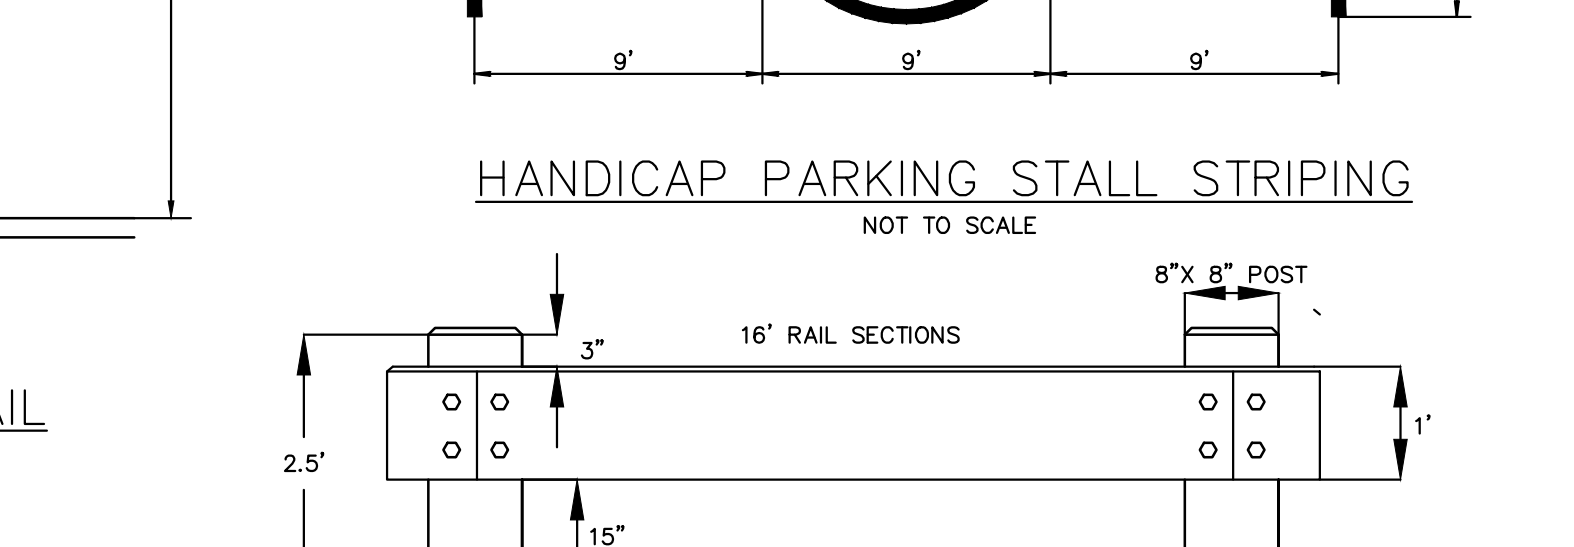 9' 9' 9'
HANDICAP PARKING STALL STRIPING
NOT TO SCALE
8"X 8" POST
16' RAIL SECTIONS
3"
AIL
1'
2.5'
15"